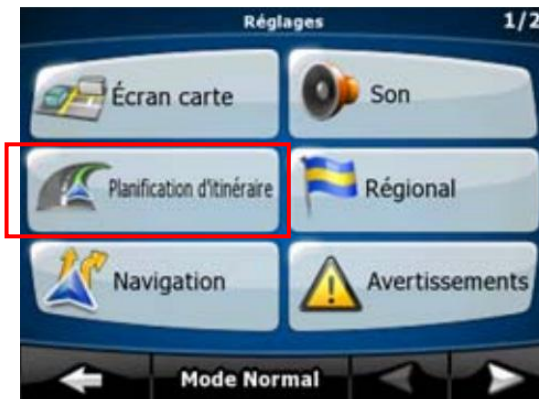 Réglages
1/2
Écran carte
Son
Planification d'itinéraire
Régional
Navigation
Avertissements
Mode Normal